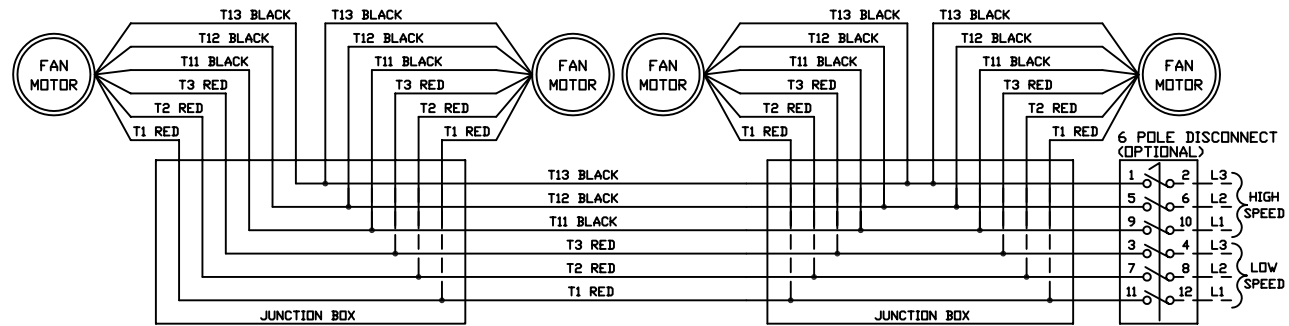 T13 BLACK T13 BLACK T13 BLACK T13 BLACK
T12 BLACK T12 BLACK T12 BLACK T12 BLACK
FAN MOTOR
FAN MOTOR
FAN MOTOR
FAN MOTOR
T11 BLACK T11 BLACK T11 BLACK T11 BLACK
T3 RED T3 RED T3 RED T3 RED
T2 RED T2 RED T2 RED T2 RED
T1 RED T1 RED T1 RED T1 RED
6 POLE DISCONNECT
(OPTIONAL)
T13 BLACK 1 2 L3
T12 BLACK 5 6 L2
HIGH
SPEED
T11 BLACK 9 10 L1
T3 RED 3 4 L3
T2 RED 7 8 L2
LOW
SPEED
T1 RED 11 12 L1
JUNCTION BOX JUNCTION BOX